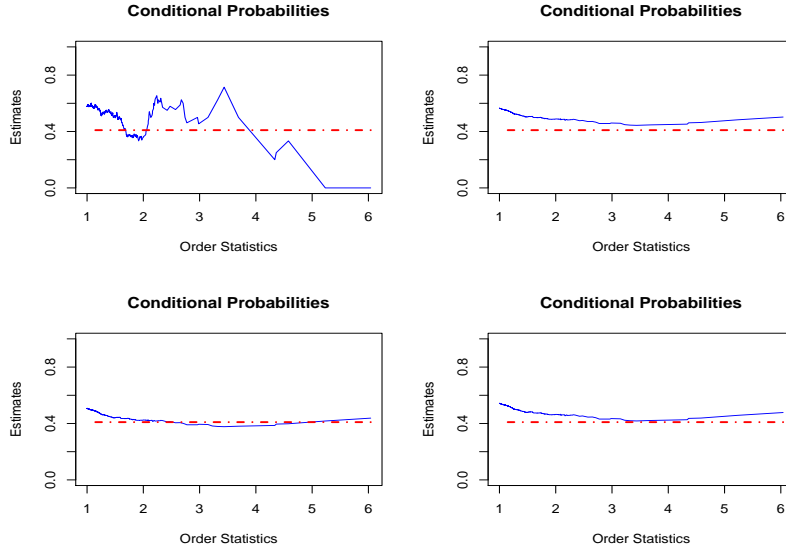 Conditional Probabilities
Estimates
0.0 0.4 0.8
1 2 3 4 5 6
Order Statistics
Conditional Probabilities
Estimates
0.0 0.4 0.8
1 2 3 4 5 6
Order Statistics
Conditional Probabilities
Estimates
0.0 0.4 0.8
1 2 3 4 5 6
Order Statistics
Conditional Probabilities
Estimates
0.0 0.4 0.8
1 2 3 4 5 6
Order Statistics